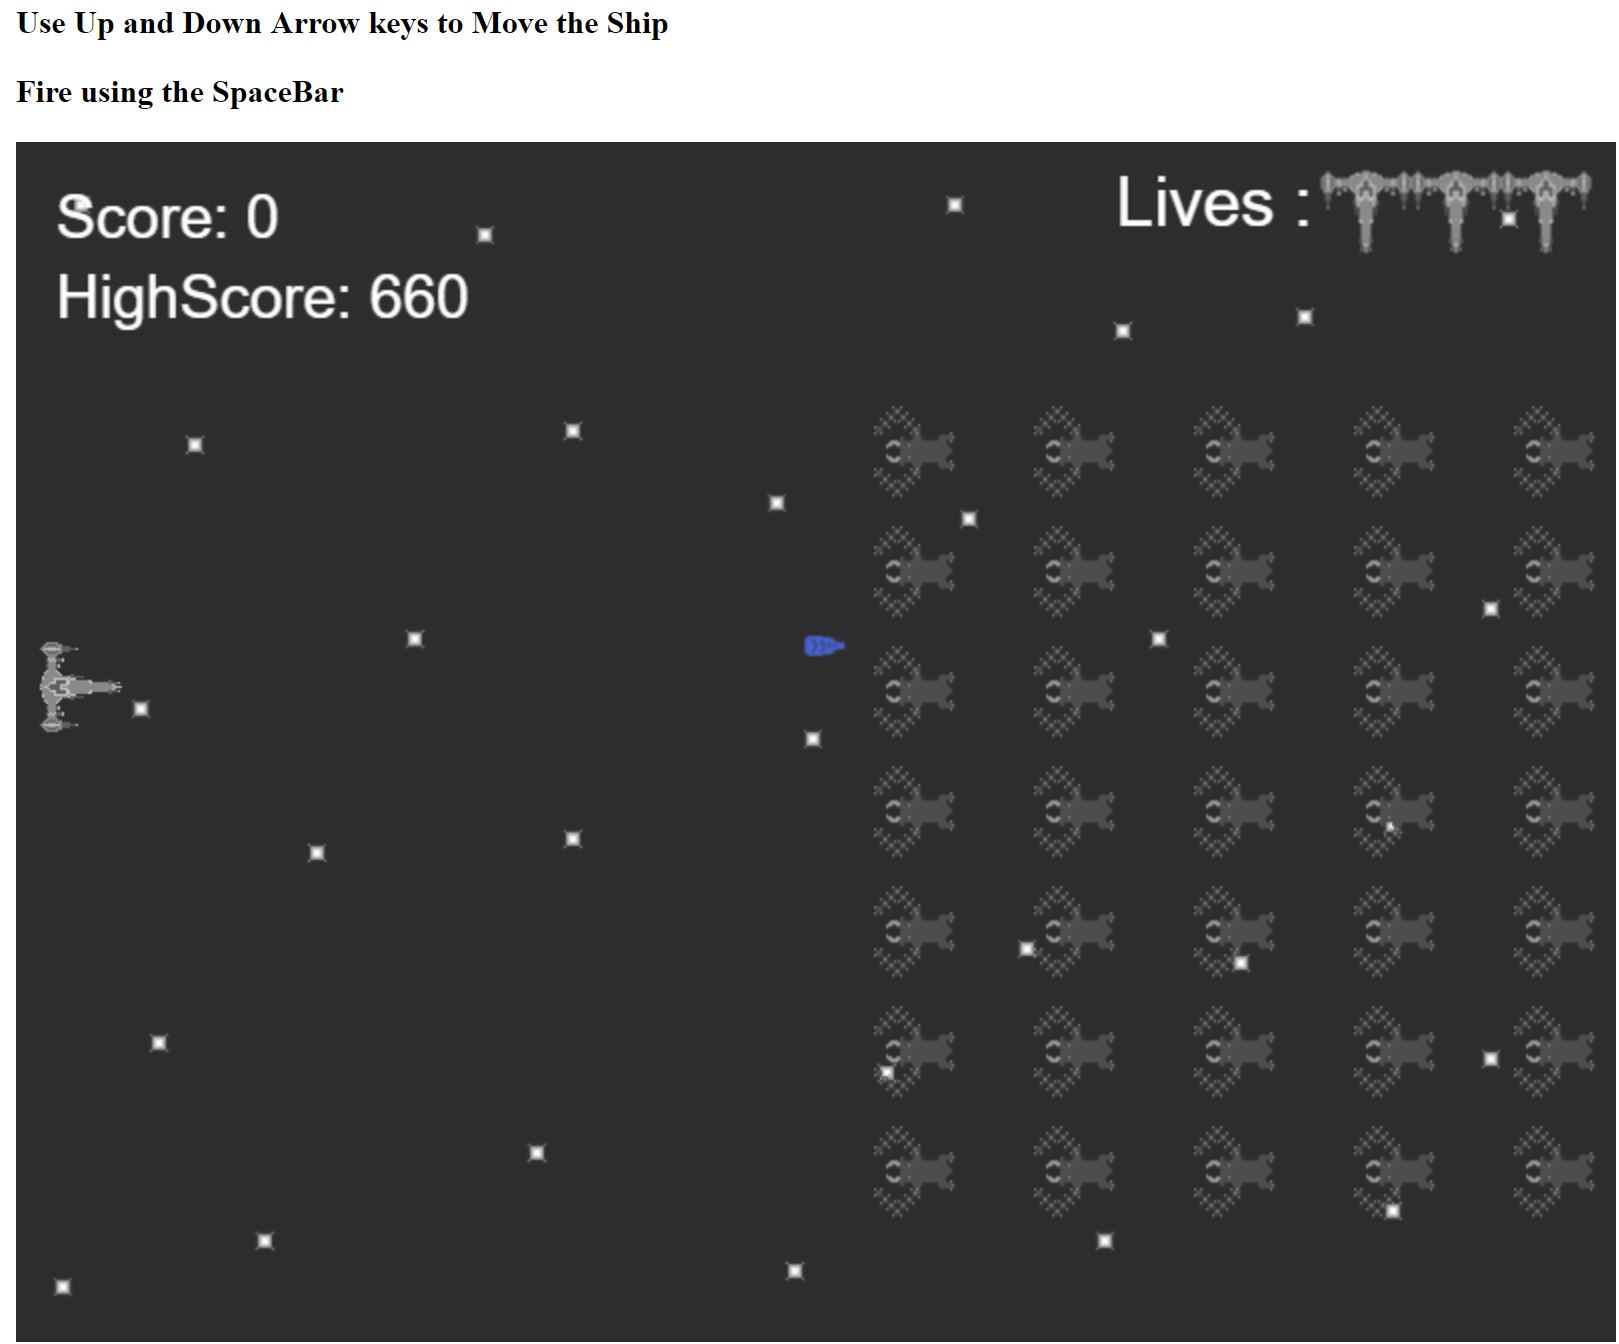 Use Up and Down Arrow keys to Move the Ship
Fire using the SpaceBar
Score: 0
Lives :
HighScore: 660